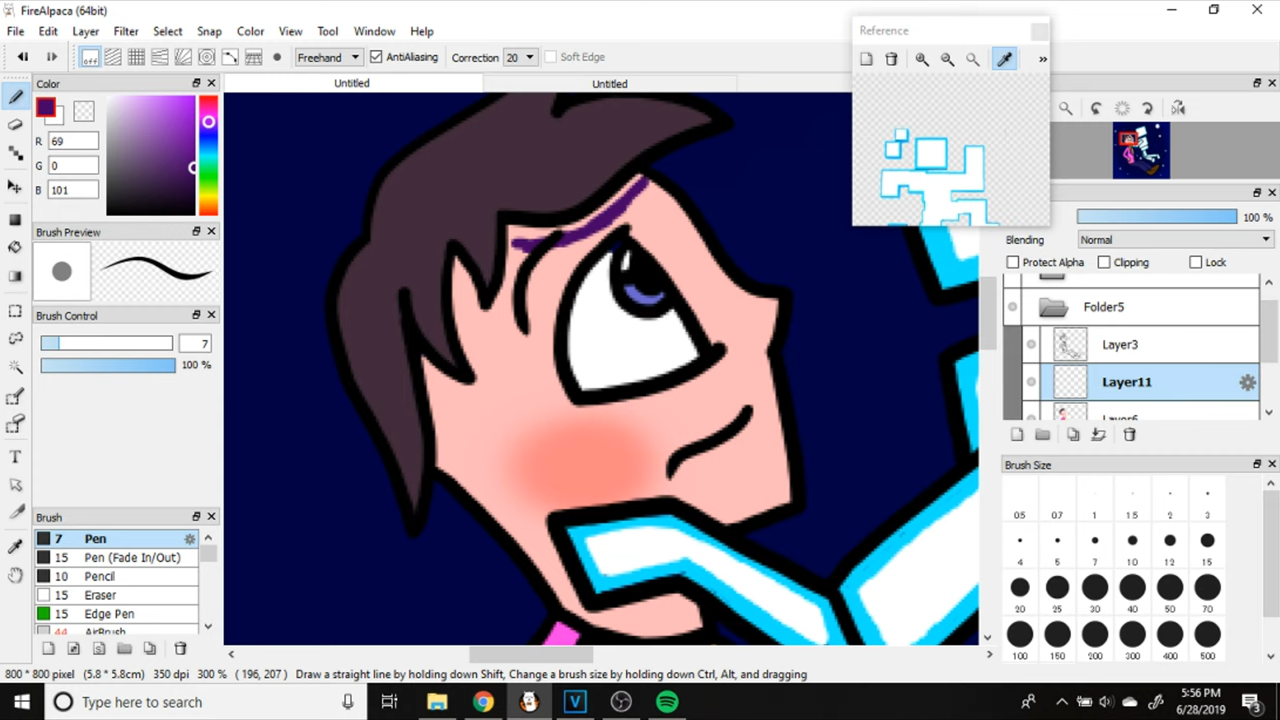 FireAlpaca (64bit)
File Edit Layer Filter Select Snap Color View Tool Window Help
off Freehand AntiAliasing Correction 20 Soft Edge
Reference
Color
Untitled Untitled
R 69
G 0
B 101
Brush Preview
100 %
Blending Normal
Protect Alpha Clipping Lock
Folder5
Brush Control
7
100 %
Layer3
Layer11
Layer6
Brush Size
05 07 1 1.5 2 3
4 5 7 10 12 15
20 25 30 40 50 70
100 150 200 300 400 500
Brush
7 Pen
15 Pen (Fade In/Out)
10 Pencil
15 Eraser
15 Edge Pen
44 AirBrush
800 * 800 pixel (5.8 * 5.8cm) 350 dpi 300 % ( 196, 207 ) Draw a straight line by holding down Shift, Change a brush size by holding down Ctrl, Alt, and dragging
Type here to search
5:56 PM
6/28/2019
3